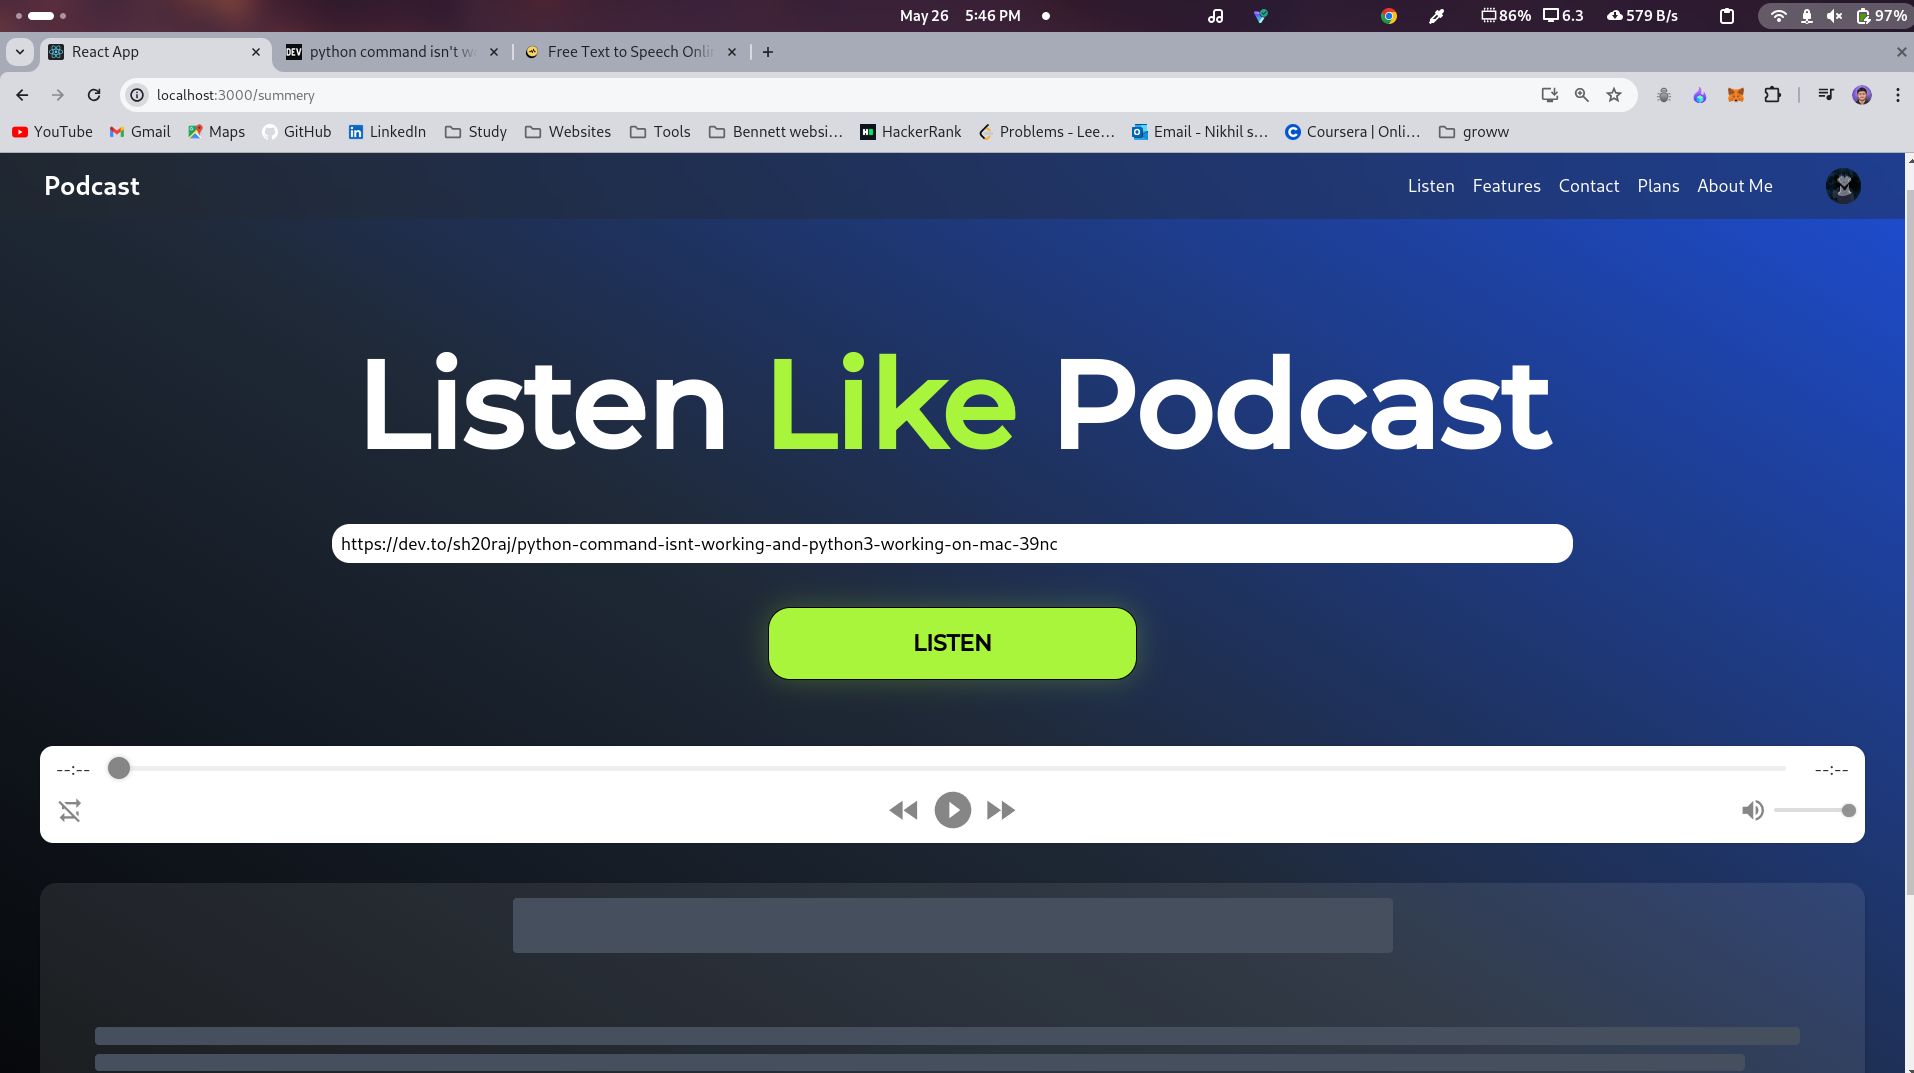 May 26 5:46 PM
86% 6.3 579 B/s 97%
React App
DEV python command isn't w
Free Text to Speech Onli
localhost:3000/summery
YouTube Gmail Maps GitHub LinkedIn Study Websites Tools Bennett websi... HackerRank Problems - Lee... Email - Nikhil s... Coursera | Onli... groww
Podcast
Listen Features Contact Plans About Me
Listen Like Podcast
https://dev.to/sh20raj/python-command-isnt-working-and-python3-working-on-mac-39nc
LISTEN
--:-- --:--